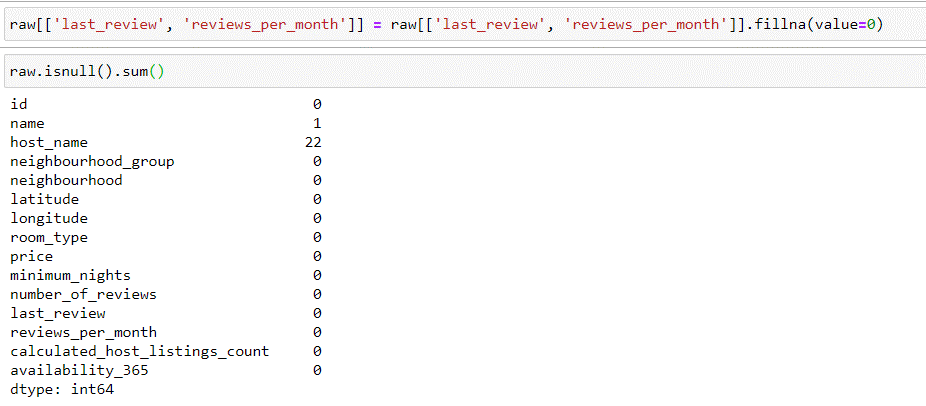 raw[['last_review', 'reviews_per_month']] = raw[['last_review', 'reviews_per_month']].fillna(value=0)
raw.isnull().sum()
id 0
name 1
host_name 22
neighbourhood_group 0
neighbourhood 0
latitude 0
longitude 0
room_type 0
price 0
minimum_nights 0
number_of_reviews 0
last_review 0
reviews_per_month 0
calculated_host_listings_count 0
availability_365 0
dtype: int64